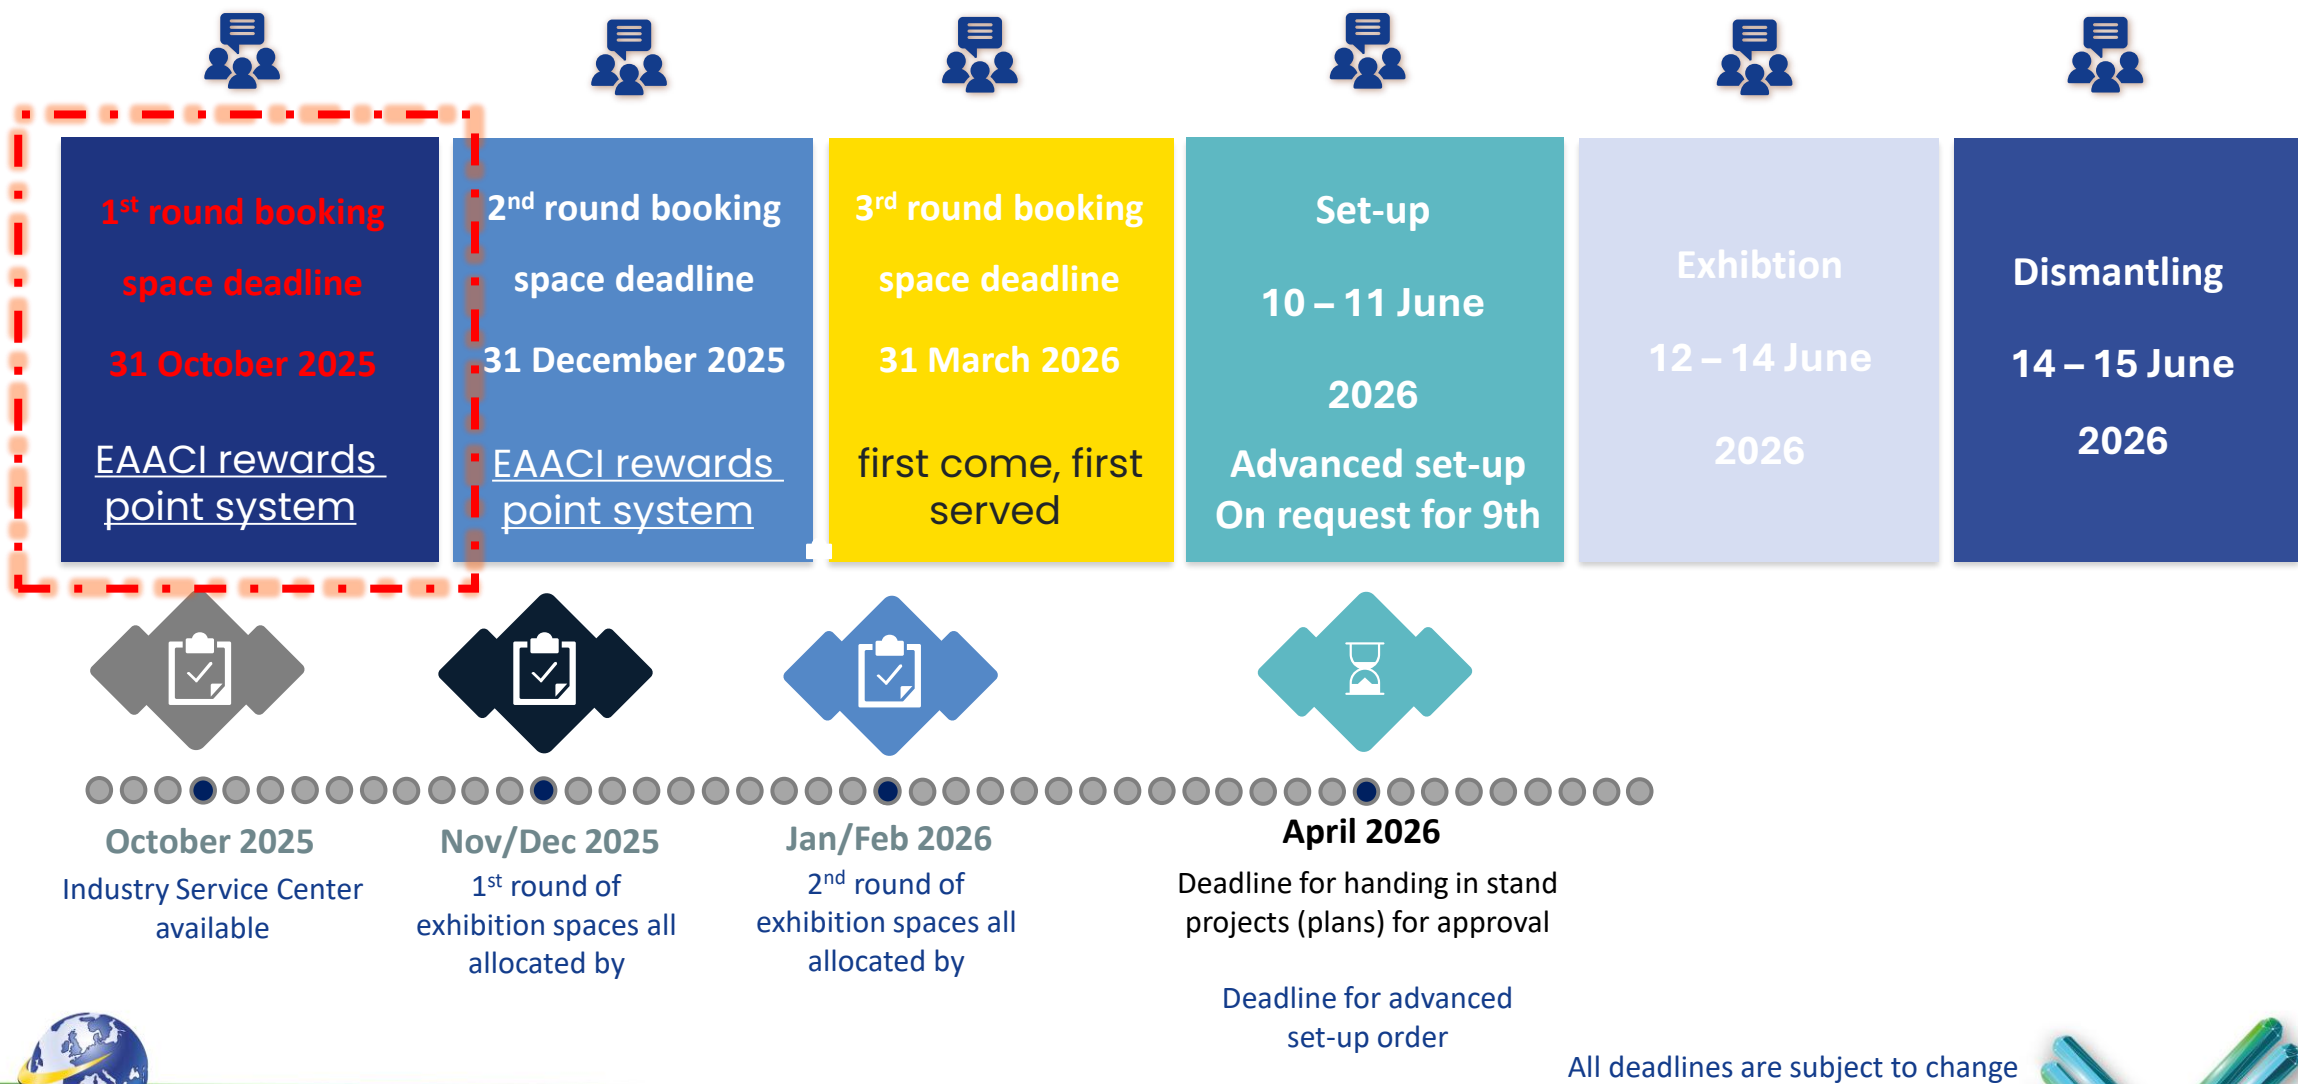 1st round booking
space deadline
31 October 2025
EAACI rewards
point system
2nd round booking
space deadline
31 December 2025
EAACI rewards
point system
3rd round booking
space deadline
31 March 2026
first come, first
served
Set-up
10 – 11 June
2026
Advanced set-up
On request for 9th
Exhibtion
12 – 14 June
2026
Dismantling
14 – 15 June
2026
October 2025
Industry Service Center
available
Nov/Dec 2025
1st round of
exhibition spaces all
allocated by
Jan/Feb 2026
2nd round of
exhibition spaces all
allocated by
April 2026
Deadline for handing in stand
projects (plans) for approval
Deadline for advanced
set-up order
All deadlines are subject to change